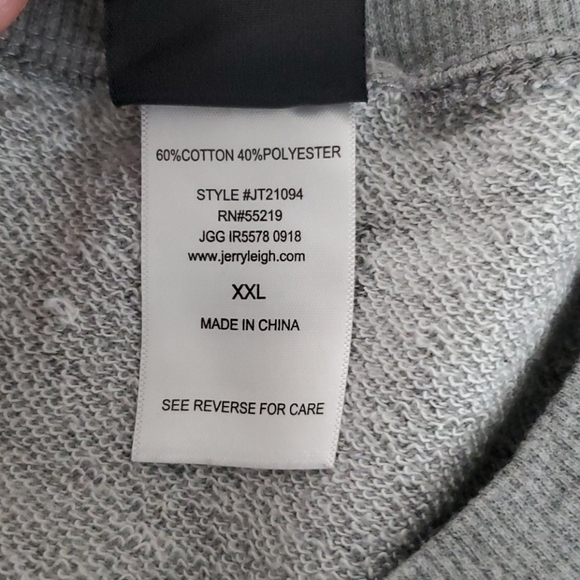 60%COTTON 40%POLYESTER
STYLE #JT21094
RN#55219
JGG IR5578 0918
www.jerryleigh.com
XXL
MADE IN CHINA
SEE REVERSE FOR CARE